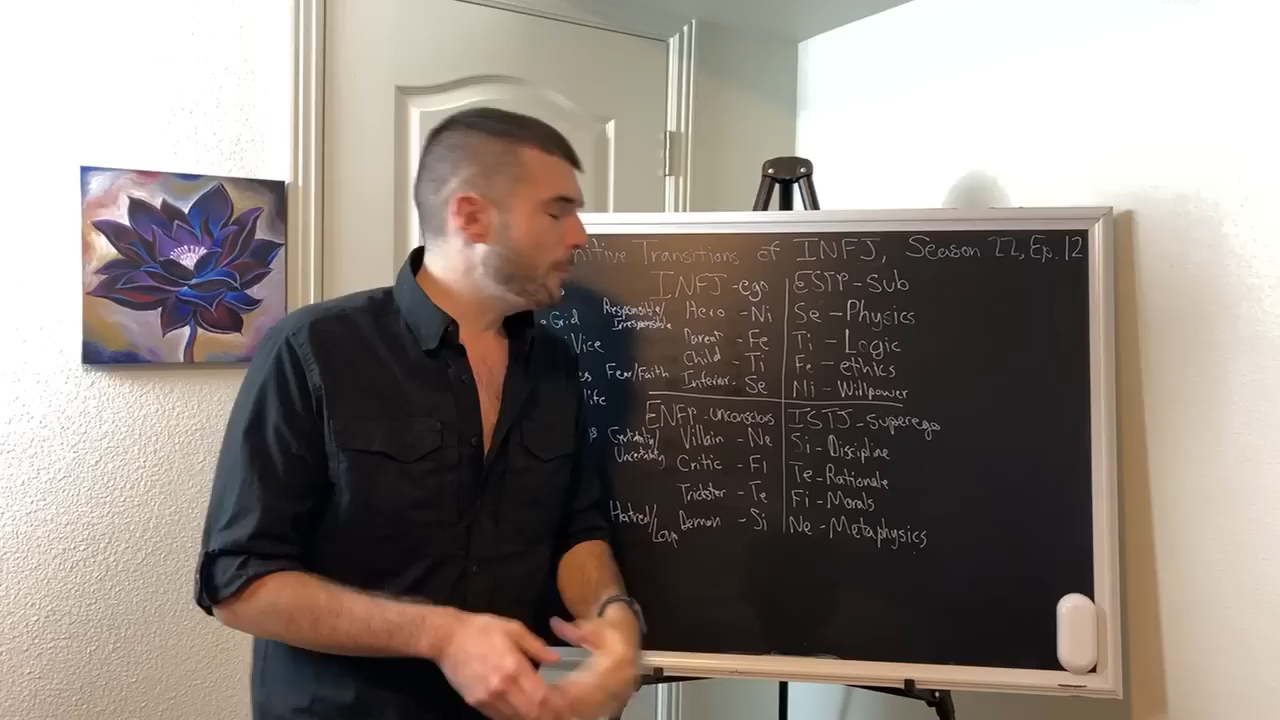 nitive Transitions of INFJ, Season 22, Ep. 12
INFJ-ego
Responsible/ Hero - Ni
Irresponsible
Grid
Parent - Fe
Vice
Child - Ti
Fear/Faith Inferior - Se
life
ESTP-Sub
Se - Physics
Ti - Logic
Fe - ethics
Ni - Willpower
ENFP-unconscious
Certainty/ Villain - Ne
Uncertainty
Critic - Fi
Trickster - Te
Hatred/ Demon - Si
Love
ISTJ-Superego
Si - Discipline
Te - Rationale
Fi - Morals
Ne - Metaphysics